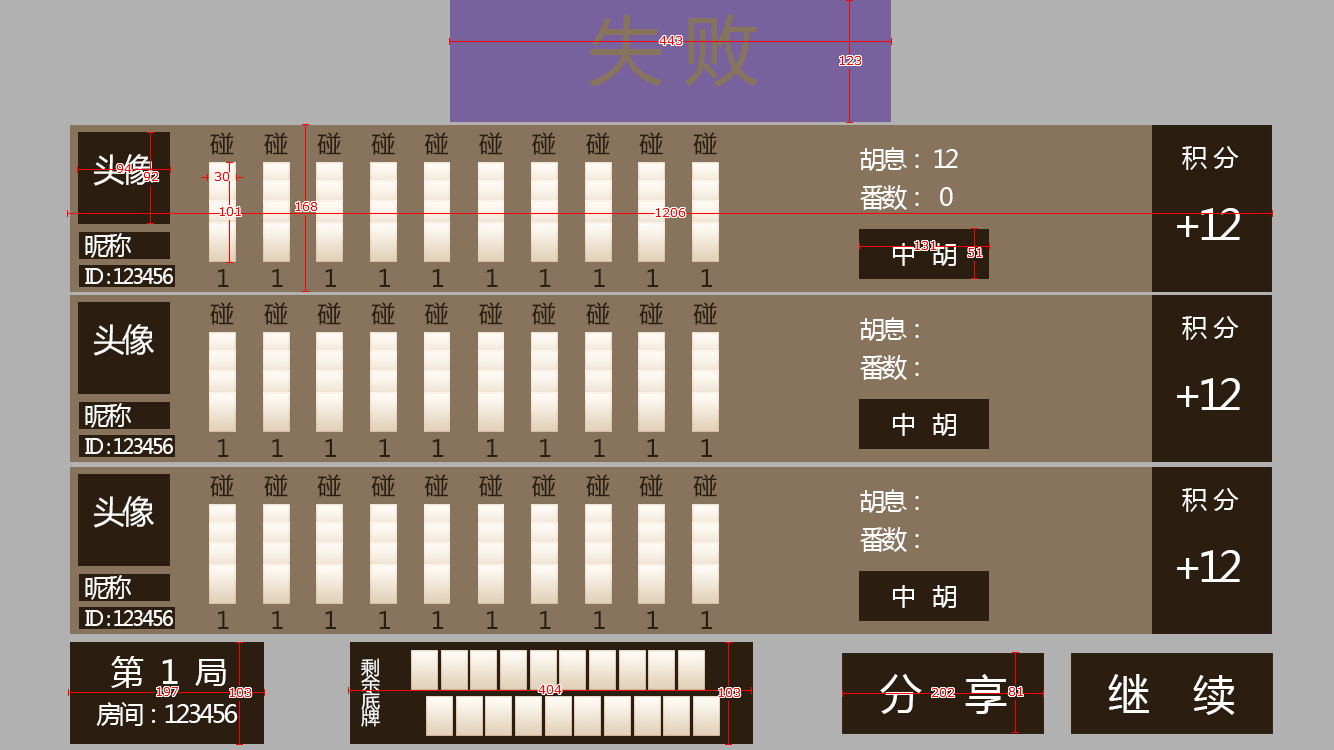 失败
443
123
碰 碰 碰 碰 碰 碰 碰 碰 碰 碰
头像
94
92
30
101
168
1206
胡息：12
番数：0
131
51
中 胡
积分
+12
昵称
ID:123456
1 1 1 1 1 1 1 1 1 1
碰 碰 碰 碰 碰 碰 碰 碰 碰 碰
头像
胡息：
番数：
中 胡
积分
+12
昵称
ID:123456
1 1 1 1 1 1 1 1 1 1
碰 碰 碰 碰 碰 碰 碰 碰 碰 碰
头像
胡息：
番数：
中 胡
积分
+12
昵称
ID:123456
1 1 1 1 1 1 1 1 1 1
第 1 局
197
103
房间：123456
剩余底牌
404
103
分 享
202
81
继 续